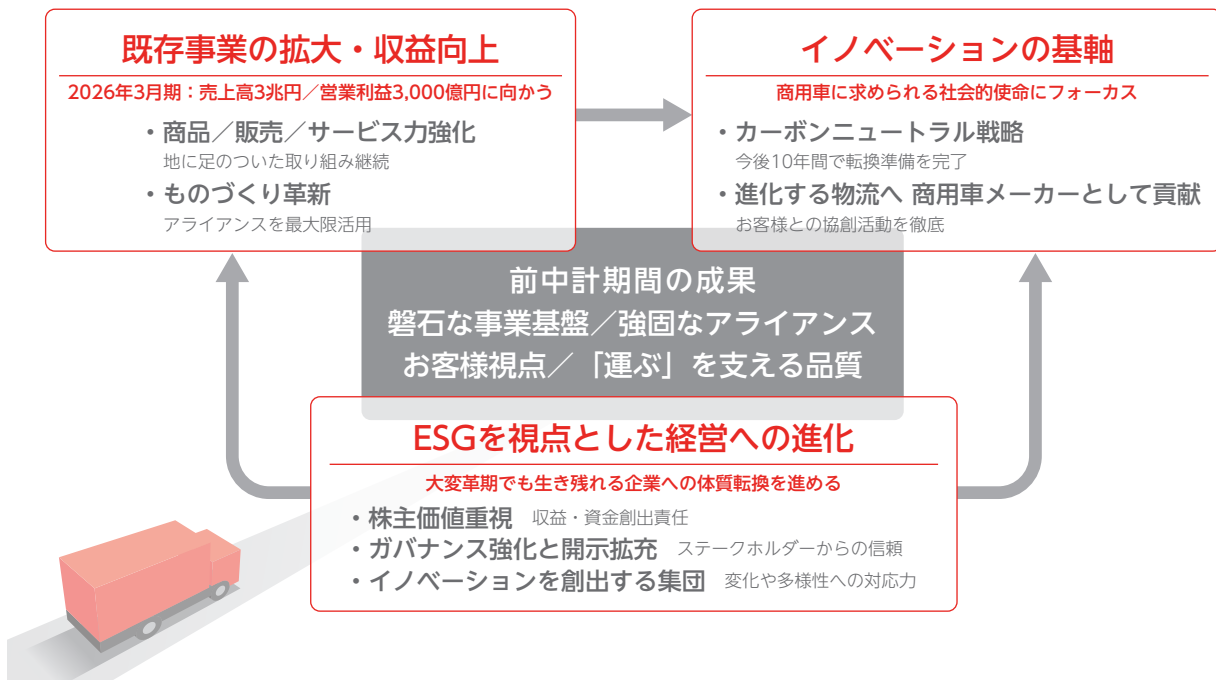 既存事業の拡大・収益向上
2026年3月期：売上高3兆円／営業利益3,000億円に向かう
・商品／販売／サービス力強化
地に足のついた取り組み継続
・ものづくり革新
アライアンスを最大限活用
イノベーションの基軸
商用車に求められる社会的使命にフォーカス
・カーボンニュートラル戦略
今後10年間で転換準備を完了
・進化する物流へ 商用車メーカーとして貢献
お客様との協創活動を徹底
前中計期間の成果
磐石な事業基盤／強固なアライアンス
お客様視点／「運ぶ」を支える品質
ESGを視点とした経営への進化
大変革期でも生き残れる企業への体質転換を進める
・株主価値重視 収益・資金創出責任
・ガバナンス強化と開示拡充 ステークホルダーからの信頼
・イノベーションを創出する集団 変化や多様性への対応力